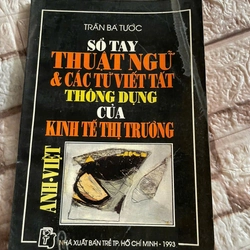 TRẦN BÁ TƯỚC
SỔ TAY
THUẬT NGỮ
& CÁC TỪ VIẾT TẮT
THÔNG DỤNG
CỦA
KINH TẾ THỊ TRƯỜNG
ANH-VIỆT
NHÀ XUẤT BẢN TRẺ TP. HỒ CHÍ MINH - 1993